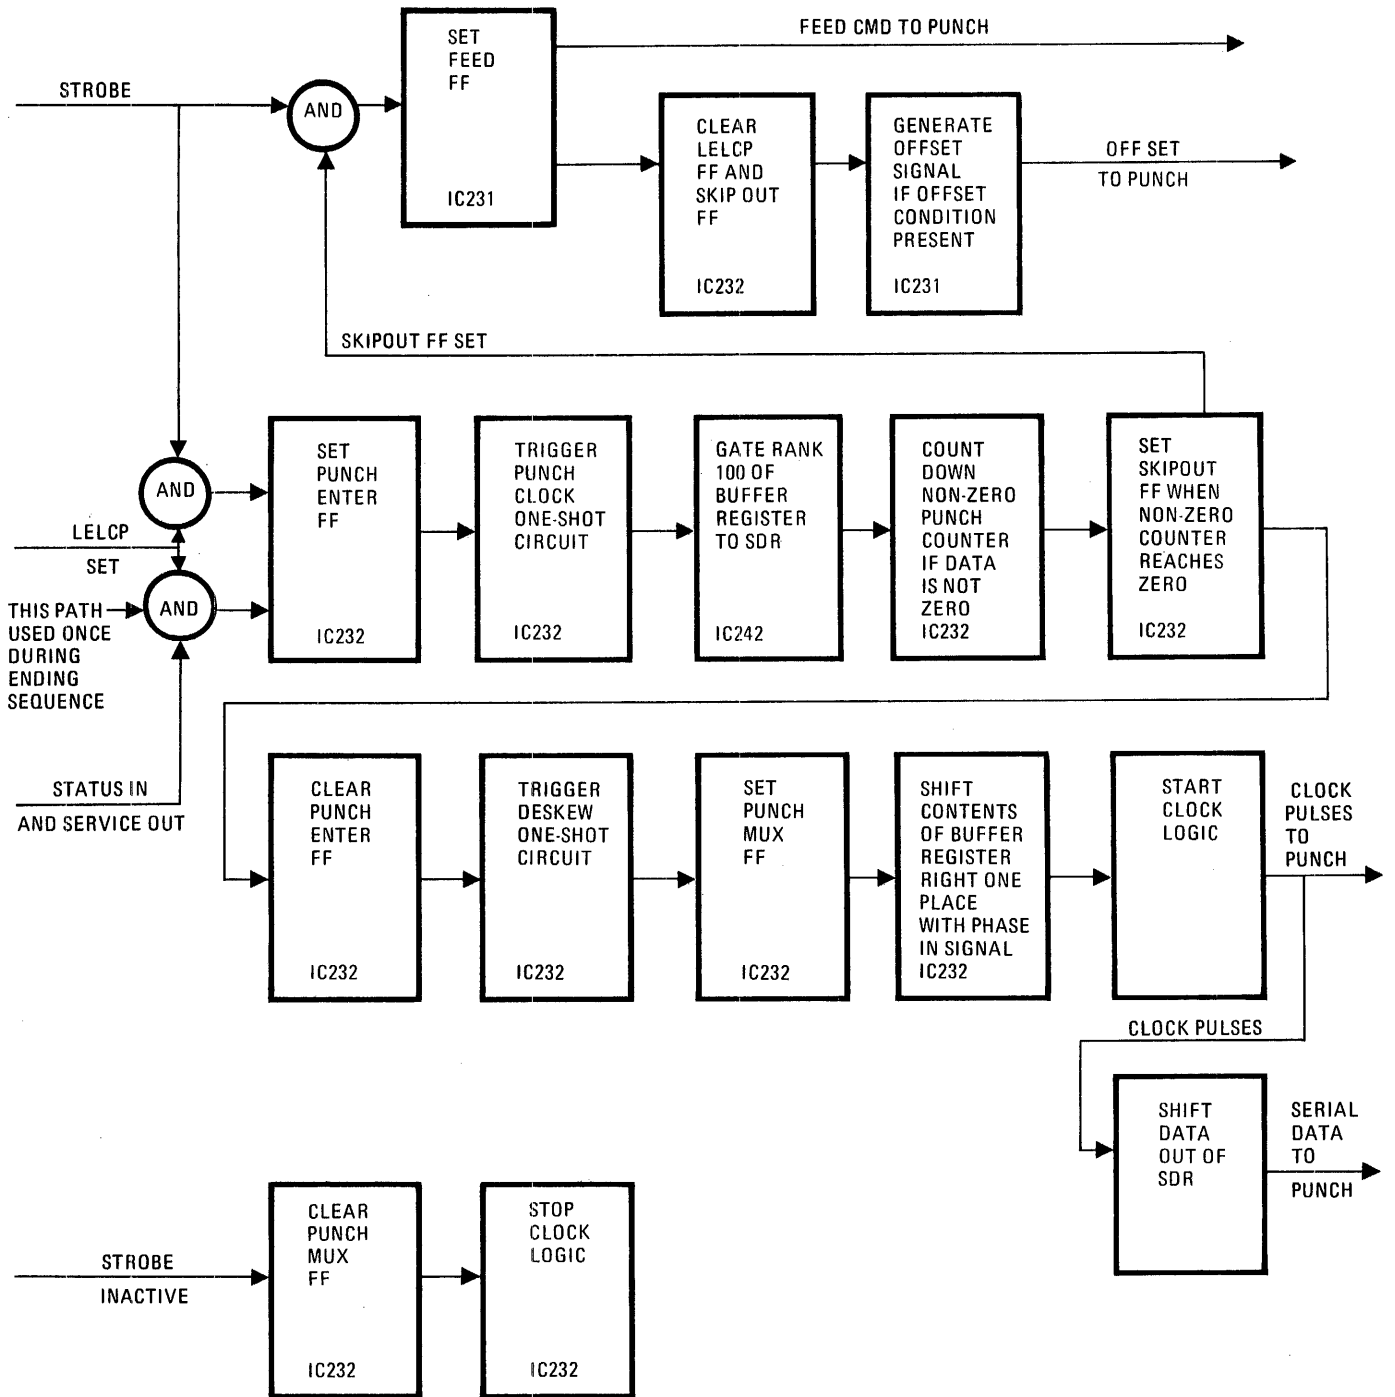 FEED CMD TO PUNCH
SET
FEED
FF
IC231
STROBE
AND
CLEAR
LELCP
FF AND
SKIP OUT
FF
IC232
GENERATE
OFFSET
SIGNAL
IF OFFSET
CONDITION
PRESENT
IC231
OFF SET
TO PUNCH
SKIPOUT FF SET
AND
LELCP
SET
AND
THIS PATH
USED ONCE
DURING
ENDING
SEQUENCE
STATUS IN
AND SERVICE OUT
SET
PUNCH
ENTER
FF
IC232
TRIGGER
PUNCH
CLOCK
ONE-SHOT
CIRCUIT
IC232
GATE RANK
100 OF
BUFFER
REGISTER
TO SDR
IC242
COUNT
DOWN
NON-ZERO
PUNCH
COUNTER
IF DATA
IS NOT
ZERO
IC232
SET
SKIPOUT
FF WHEN
NON-ZERO
COUNTER
REACHES
ZERO
IC232
CLEAR
PUNCH
ENTER
FF
IC232
TRIGGER
DESKEW
ONE-SHOT
CIRCUIT
IC232
SET
PUNCH
MUX
FF
IC232
SHIFT
CONTENTS
OF BUFFER
REGISTER
RIGHT ONE
PLACE
WITH PHASE
IN SIGNAL
IC232
START
CLOCK
LOGIC
CLOCK
PULSES
TO
PUNCH
CLOCK PULSES
SHIFT
DATA
OUT OF
SDR
SERIAL
DATA
TO
PUNCH
STROBE
INACTIVE
CLEAR
PUNCH
MUX
FF
IC232
STOP
CLOCK
LOGIC
IC232